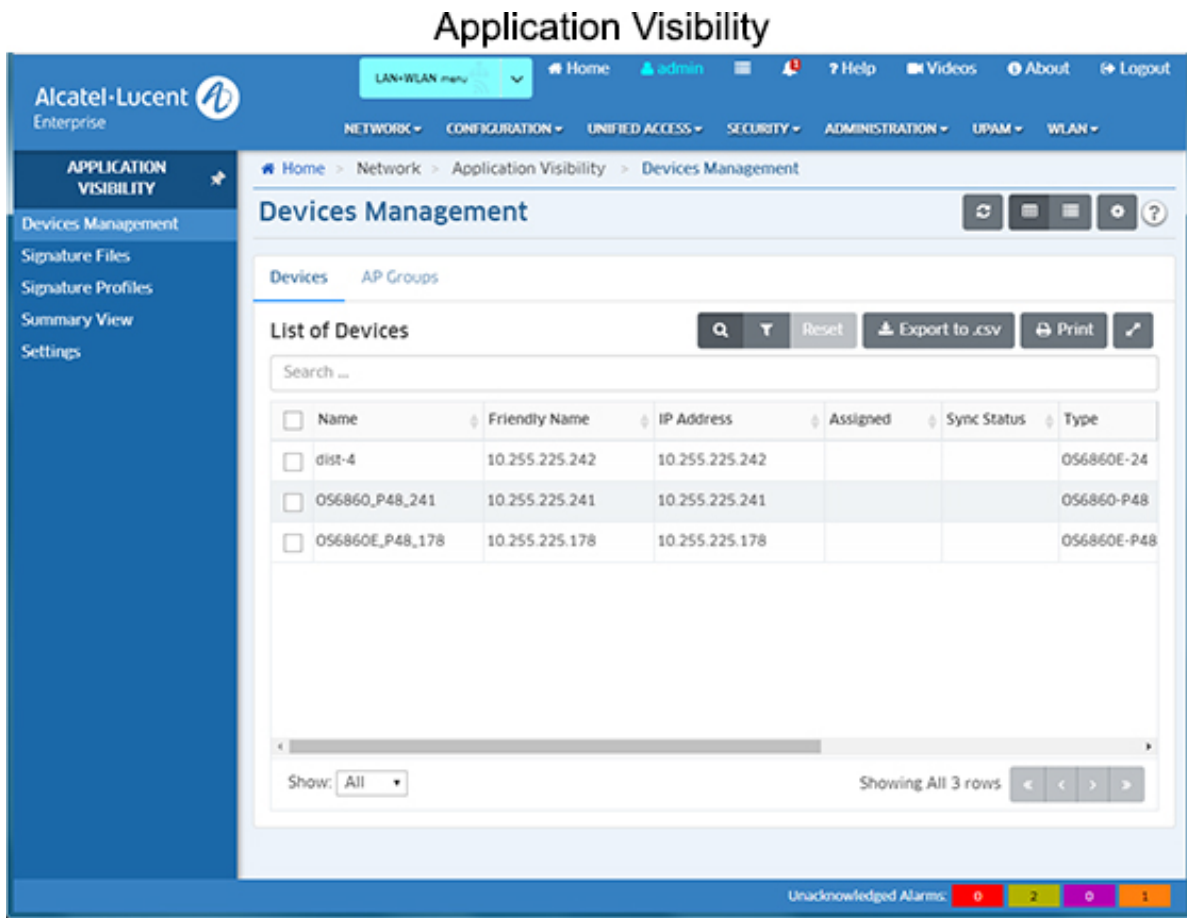 Application Visibility
LAN+WLAN menu Home admin 1 ? Help Videos About Logout
Alcatel·Lucent
Enterprise
NETWORK CONFIGURATION UNIFIED ACCESS SECURITY ADMINISTRATION UPAM WLAN
APPLICATION
VISIBILITY
Home > Network > Application Visibility > Devices Management
Devices Management
?
Devices Management
Signature Files
Signature Profiles
Summary View
Settings
Devices AP Groups
List of Devices
Reset Export to .csv Print
Search ...
Name Friendly Name IP Address Assigned Sync Status Type
dist-4 10.255.225.242 10.255.225.242 OS6860E-24
OS6860_P48_241 10.255.225.241 10.255.225.241 OS6860-P48
OS6860E_P48_178 10.255.225.178 10.255.225.178 OS6860E-P48
Show: All Showing All 3 rows « < > »
Unacknowledged Alarms: 0 2 0 1